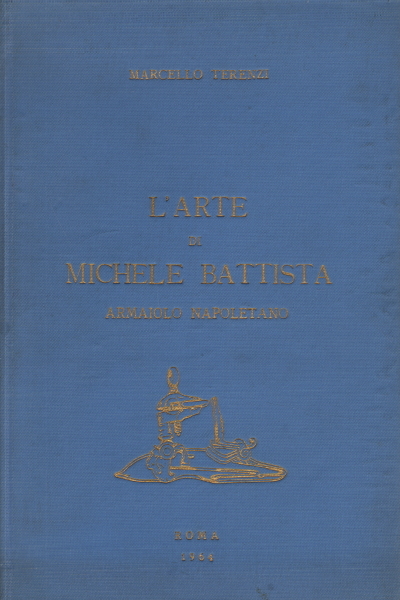 MARCELLO TERENZI
L'ARTE
DI
MICHELE BATTISTA
ARMAIOLO NAPOLETANO
ROMA
1964